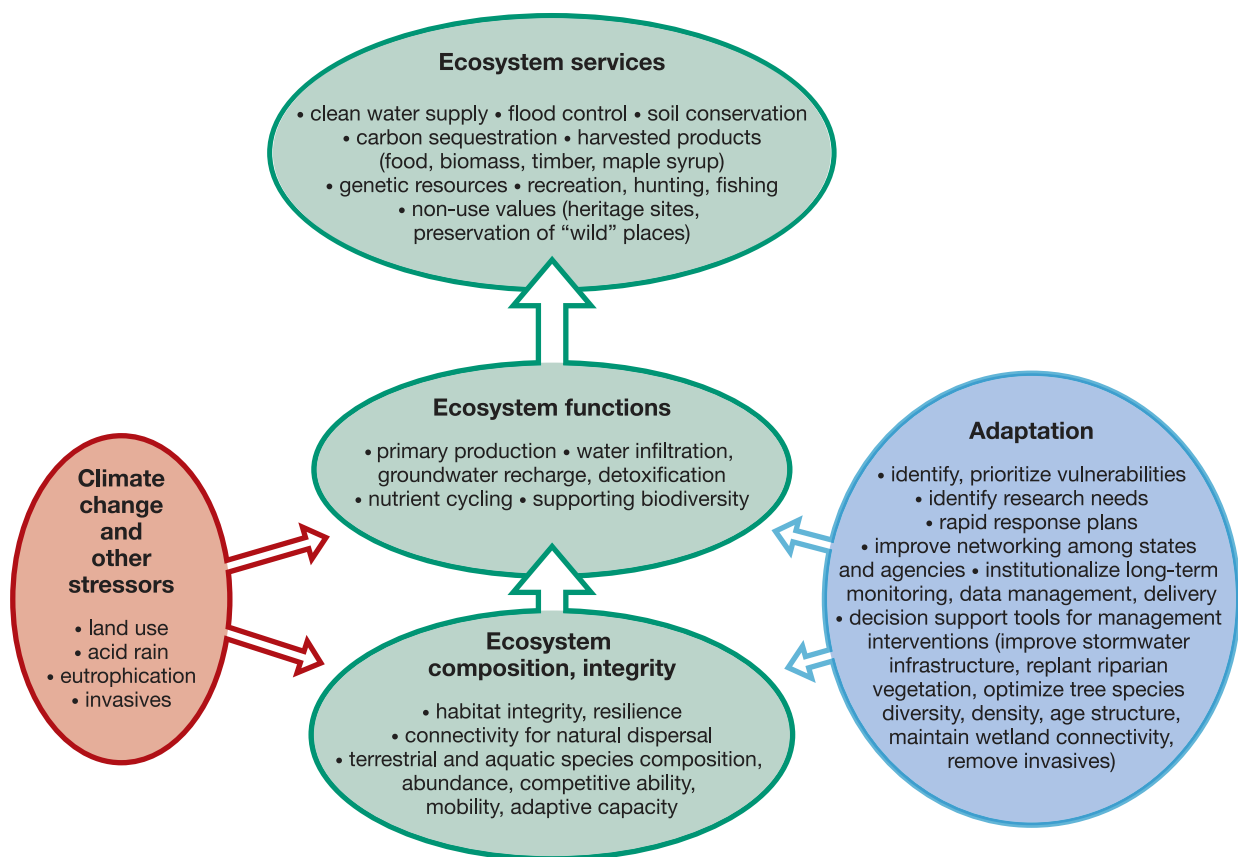 Ecosystem services
• clean water supply • flood control • soil conservation
• carbon sequestration • harvested products
(food, biomass, timber, maple syrup)
• genetic resources • recreation, hunting, fishing
• non-use values (heritage sites,
preservation of “wild” places)
Ecosystem functions
• primary production • water infiltration,
groundwater recharge, detoxification
• nutrient cycling • supporting biodiversity
Climate
change
and
other
stressors
• land use
• acid rain
• eutrophication
• invasives
Ecosystem
composition, integrity
• habitat integrity, resilience
• connectivity for natural dispersal
• terrestrial and aquatic species composition,
abundance, competitive ability,
mobility, adaptive capacity
Adaptation
• identify, prioritize vulnerabilities
• identify research needs
• rapid response plans
• improve networking among states
and agencies • institutionalize long-term
monitoring, data management, delivery
• decision support tools for management
interventions (improve stormwater
infrastructure, replant riparian
vegetation, optimize tree species
diversity, density, age structure,
maintain wetland connectivity,
remove invasives)